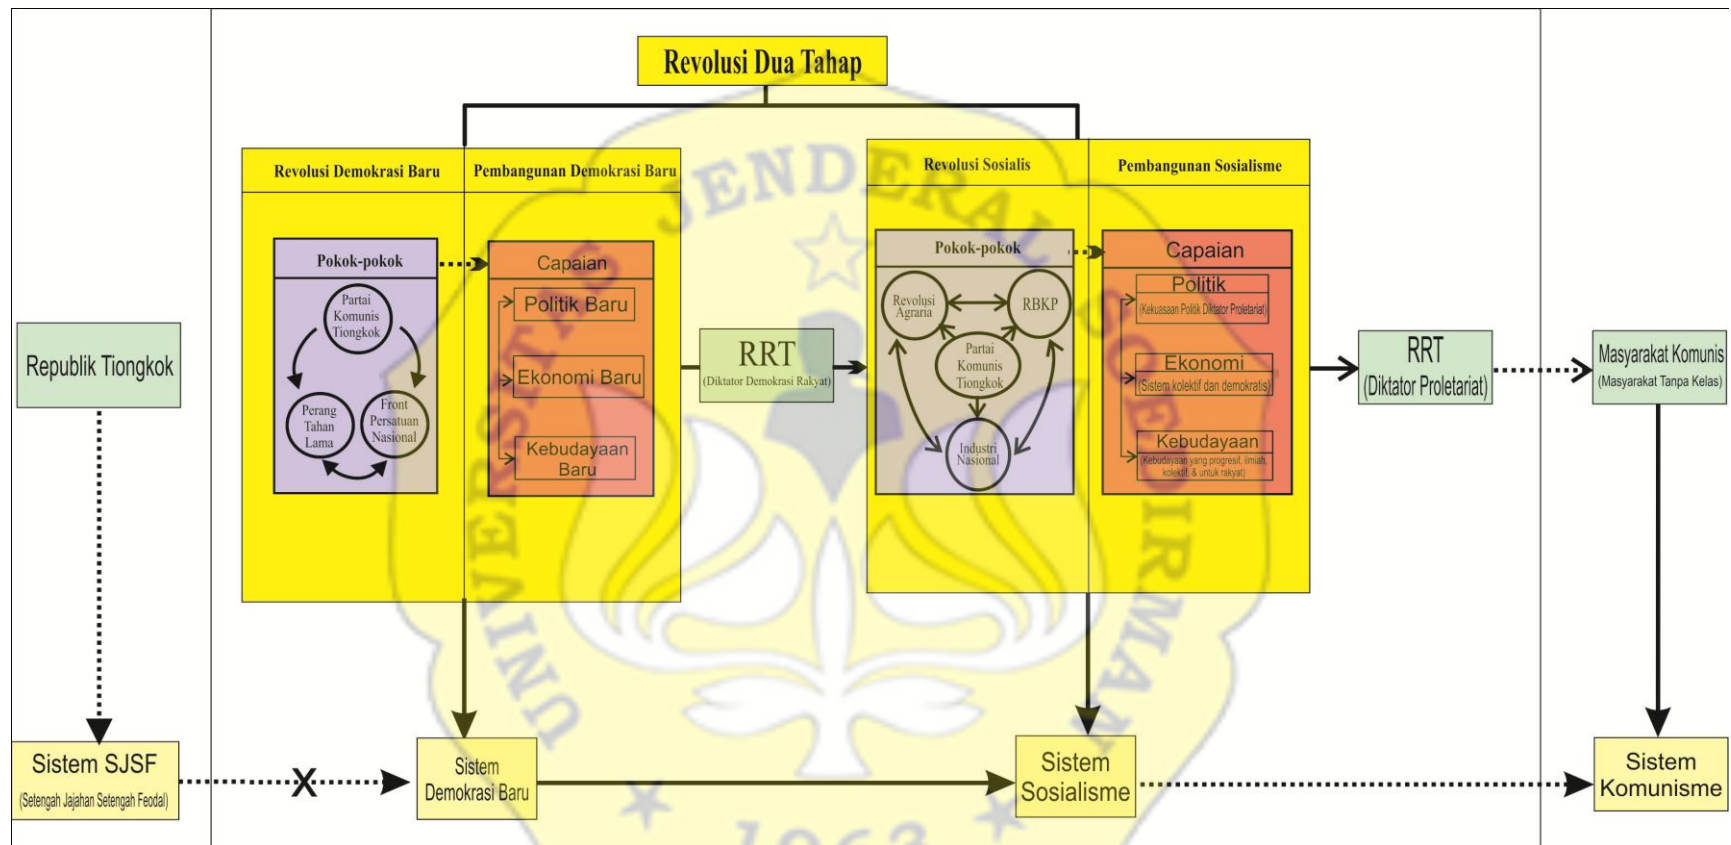 Revolusi Dua Tahap
Revolusi Demokrasi Baru
Pembangunan Demokrasi Baru
Pokok-pokok
Partai
Komunis
Tiongkok
Perang
Tahan
Lama
Front
Persatuan
Nasional
Capaian
Politik Baru
Ekonomi Baru
Kebudayaan
Baru
Revolusi Sosialis
Pembangunan Sosialisme
Pokok-pokok
Revolusi
Agraria
RBKP
Partai
Komunis
Tiongkok
Industri
Nasional
Capaian
Politik
(Kekuasaan Politik Diktator Proletariat)
Ekonomi
(Sistem kolektif dan demokratis)
Kebudayaan
(Kebudayaan yang progresif, ilmiah,
kolektif, & untuk rakyat)
Republik Tiongkok
RRT
(Diktator Demokrasi Rakyat)
RRT
(Diktator Proletariat)
Masyarakat Komunis
(Masyarakat Tanpa Kelas)
Sistem SJSF
(Setengah Jajahan Setengah Feodal)
X
Sistem
Demokrasi Baru
Sistem
Sosialisme
Sistem
Komunisme
UNIVERSITAS JENDERAL SOEDIRMAN
1963